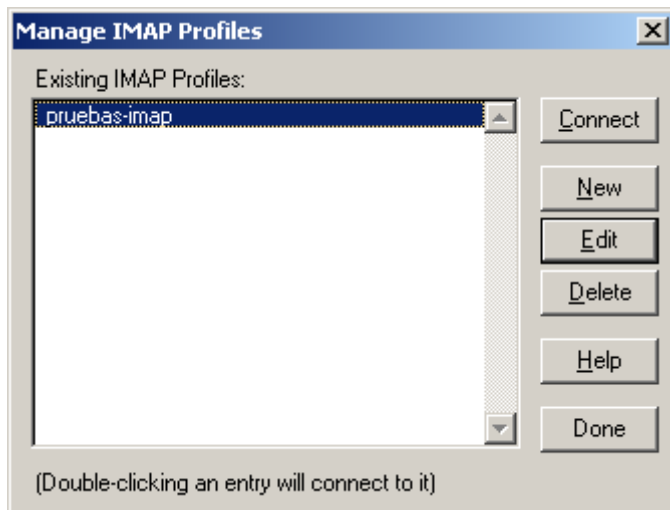 Manage IMAP Profiles
Existing IMAP Profiles:
pruebas-imap
Connect
New
Edit
Delete
Help
Done
(Double-clicking an entry will connect to it)